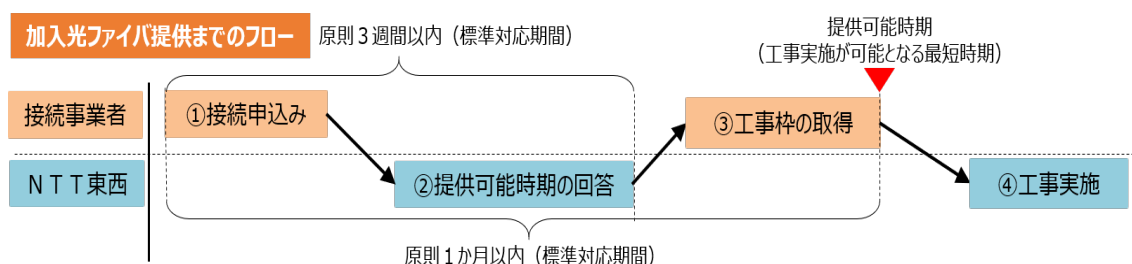 加入光ファイバ提供までのフロー
原則３週間以内（標準対応期間）
提供可能時期
（工事実施が可能となる最短時期）
接続事業者
①接続申込み
③工事枠の取得
ＮＴＴ東西
②提供可能時期の回答
④工事実施
原則１か月以内（標準対応期間）